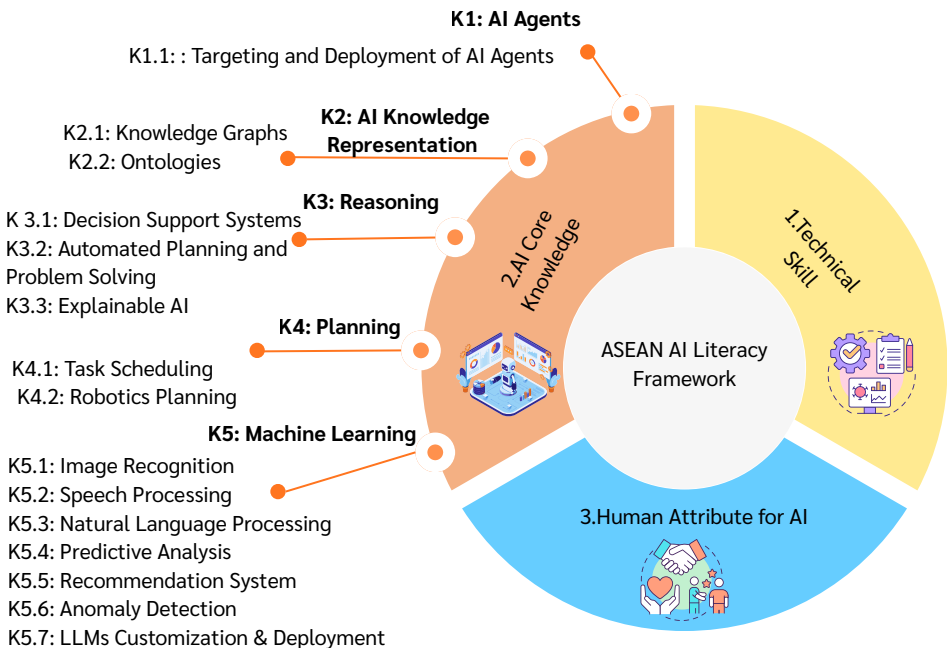 K1: AI Agents
K1.1: : Targeting and Deployment of AI Agents
K2: AI Knowledge
Representation
K2.1: Knowledge Graphs
K2.2: Ontologies
K3: Reasoning
K 3.1: Decision Support Systems
K3.2: Automated Planning and
Problem Solving
K3.3: Explainable AI
K4: Planning
K4.1: Task Scheduling
K4.2: Robotics Planning
K5: Machine Learning
K5.1: Image Recognition
K5.2: Speech Processing
K5.3: Natural Language Processing
K5.4: Predictive Analysis
K5.5: Recommendation System
K5.6: Anomaly Detection
K5.7: LLMs Customization & Deployment
2.AI Core
Knowledge
1.Technical
Skill
ASEAN AI Literacy
Framework
3.Human Attribute for AI